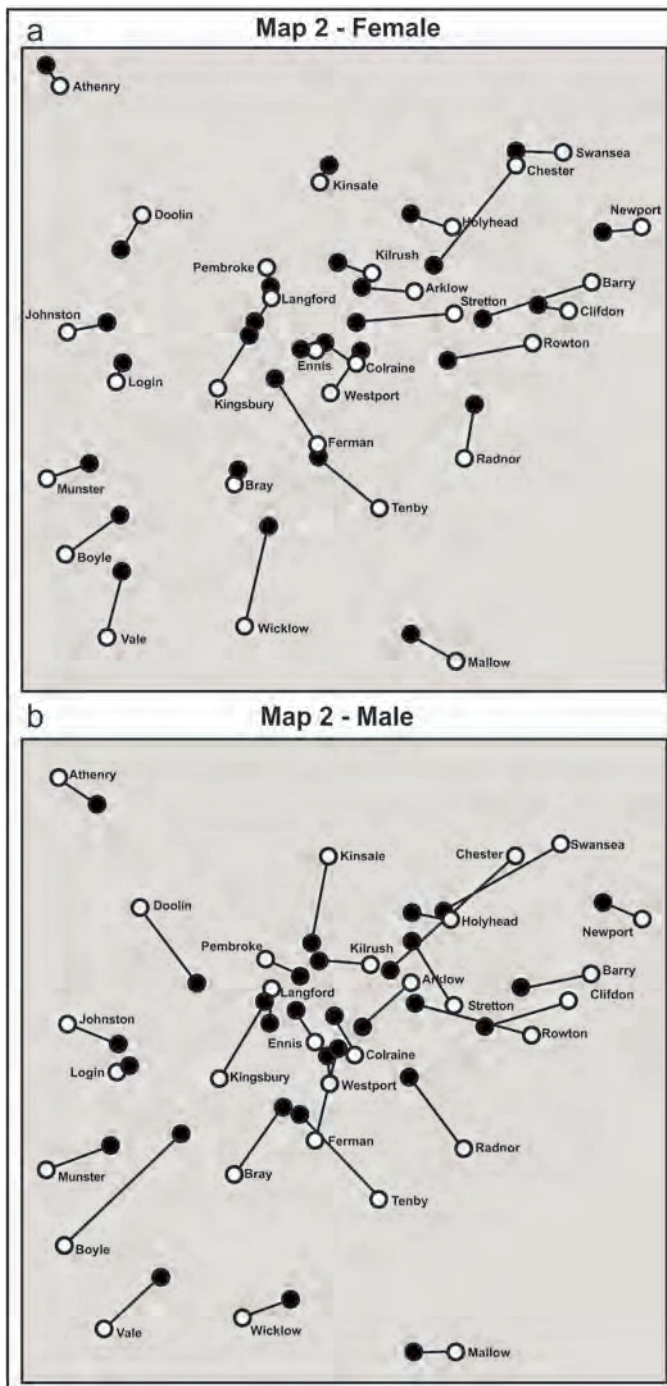 a
Map 2 - Female
Athenry
Swansea
Chester
Kinsale
Doolin
Newport
Holyhead
Pembroke
Kilrush
Barry
Langford
Arklow
Stretton
Clifdon
Johnston
Rowton
Ennis
Colraine
Login
Kingsbury
Westport
Ferman
Radnor
Munster
Bray
Tenby
Boyle
Wicklow
Vale
Mallow
b
Map 2 - Male
Athenry
Swansea
Kinsale
Chester
Doolin
Holyhead
Newport
Pembroke
Kilrush
Barry
Arklow
Langford
Clifdon
Stretton
Johnston
Rowton
Ennis
Colraine
Login
Kingsbury
Westport
Ferman
Radnor
Bray
Munster
Tenby
Boyle
Wicklow
Vale
Mallow